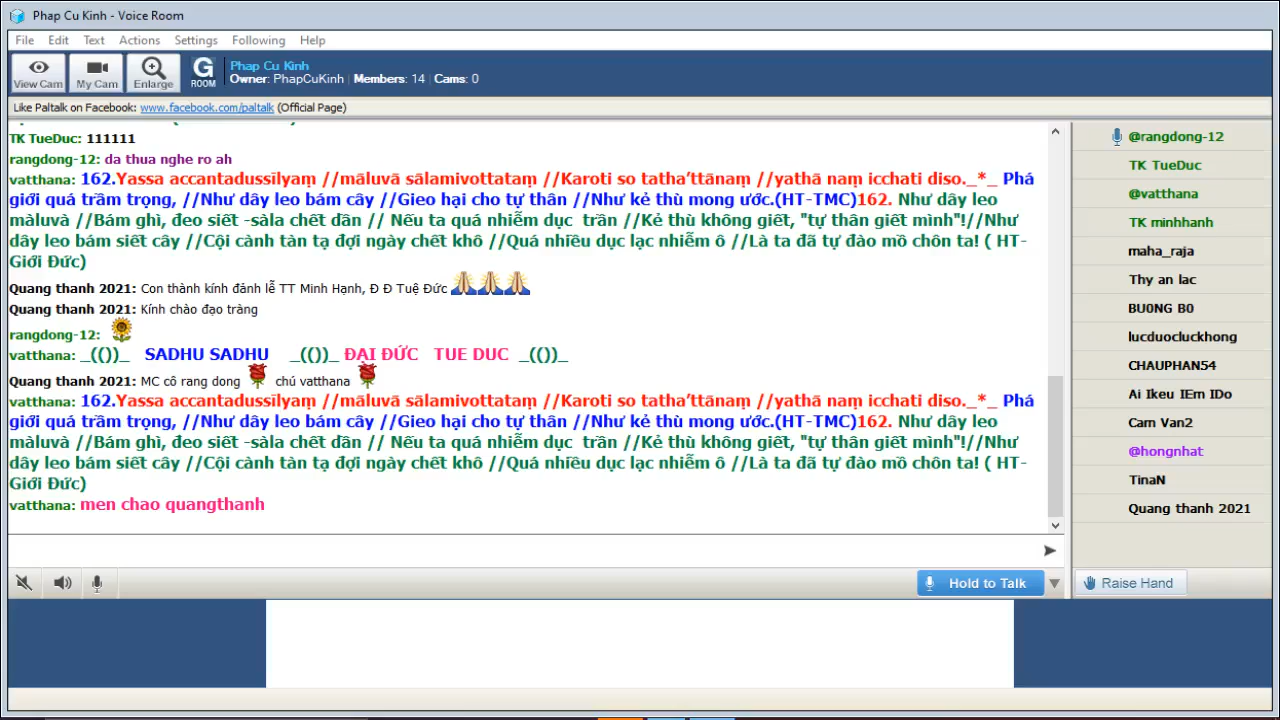 Phap Cu Kinh - Voice Room
File Edit Text Actions Settings Following Help
View Cam My Cam Enlarge G ROOM
Phap Cu Kinh
Owner: PhapCuKinh | Members: 14 | Cams: 0
Like Paltalk on Facebook: www.facebook.com/paltalk (Official Page)
TK TueDuc: 111111
rangdong-12: da thua nghe ro ah
vatthana: 162.Yassa accantadussīlyaṃ //māluvā sālamivottataṃ //Karoti so tatha’ttānaṃ //yathā naṃ icchati diso._*_ Phá
giới quá trầm trọng, //Như dây leo bám cây //Gieo hại cho tự thân //Như kẻ thù mong ước.(HT-TMC)162. Như dây leo
màluvà //Bám ghì, đeo siết -sàla chết dần // Nếu ta quá nhiễm dục trần //Kẻ thù không giết, "tự thân giết mình"!//Như
dây leo bám siết cây //Cội cành tàn tạ đợi ngày chết khô //Quá nhiều dục lạc nhiễm ô //Là ta đã tự đào mồ chôn ta! ( HT-
Giới Đức)
Quang thanh 2021: Con thành kính đảnh lễ TT Minh Hạnh, Đ Đ Tuệ Đức
Quang thanh 2021: Kính chào đạo tràng
rangdong-12:
vatthana: _(())_ SADHU SADHU _(())_ ĐẠI ĐỨC TUE DUC _(())_
Quang thanh 2021: MC cô rang dong chú vatthana
vatthana: 162.Yassa accantadussīlyaṃ //māluvā sālamivottataṃ //Karoti so tatha’ttānaṃ //yathā naṃ icchati diso._*_ Phá
giới quá trầm trọng, //Như dây leo bám cây //Gieo hại cho tự thân //Như kẻ thù mong ước.(HT-TMC)162. Như dây leo
màluvà //Bám ghì, đeo siết -sàla chết dần // Nếu ta quá nhiễm dục trần //Kẻ thù không giết, "tự thân giết mình"!//Như
dây leo bám siết cây //Cội cành tàn tạ đợi ngày chết khô //Quá nhiều dục lạc nhiễm ô //Là ta đã tự đào mồ chôn ta! ( HT-
Giới Đức)
vatthana: men chao quangthanh
@rangdong-12
TK TueDuc
@vatthana
TK minhhanh
maha_raja
Thy an lac
BU0NG B0
lucduocluckhong
CHAUPHAN54
Ai Ikeu IEm IDo
Cam Van2
@hongnhat
TinaN
Quang thanh 2021
Hold to Talk
Raise Hand